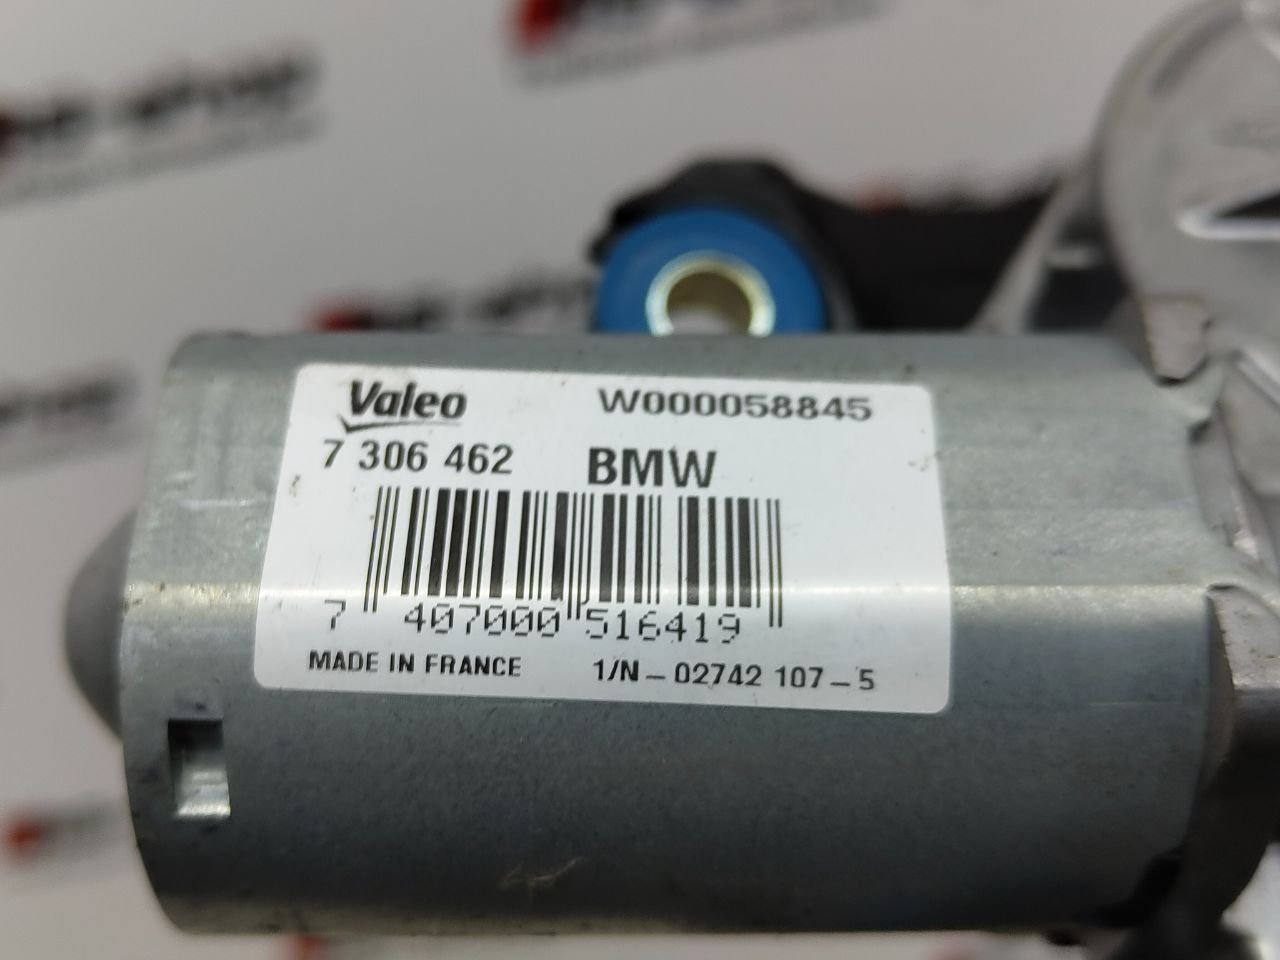 Valeo W000058845
7 306 462 BMW
7 407000 516419
MADE IN FRANCE 1/N - 02742 107 - 5